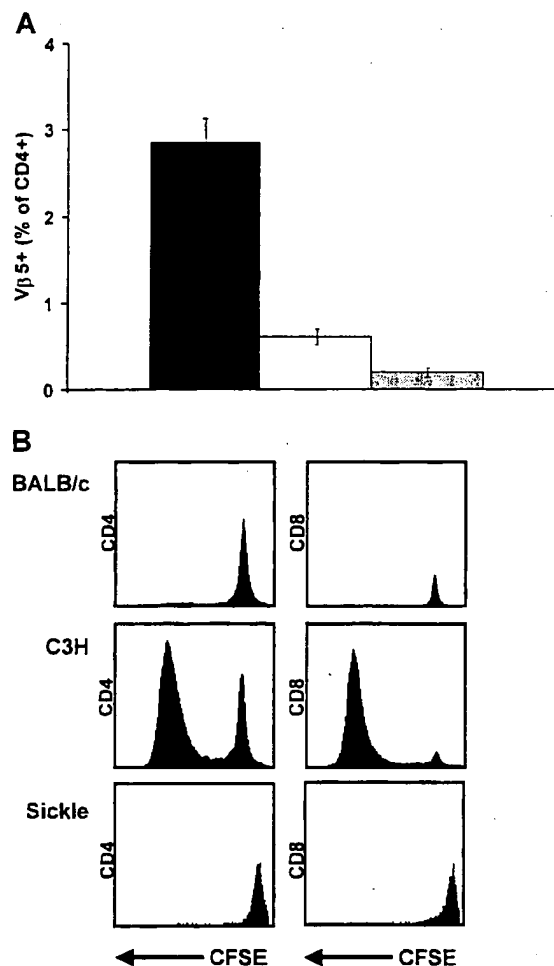 A
4
3
2
1
0
Vβ5+ (% of CD4+)
B
BALB/c
CD4
CD8
C3H
CD4
CD8
Sickle
CD4
CD8
CFSE
CFSE